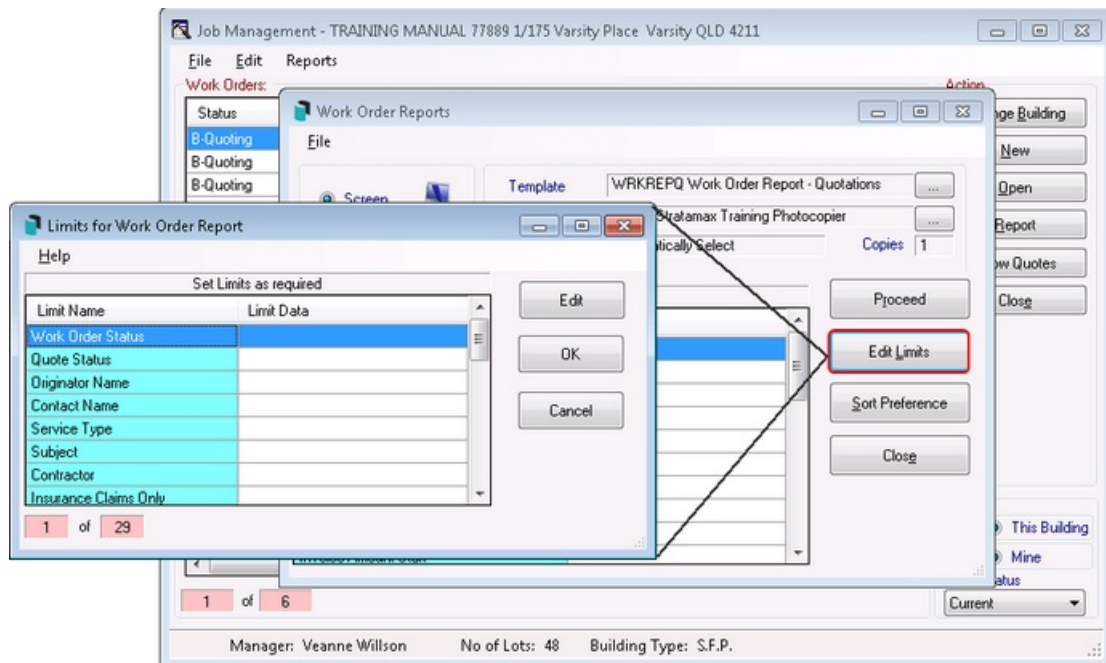 Job Management - TRAINING MANUAL 77889 1/175 Varsity Place Varsity QLD 4211
File Edit Reports
Work Orders:
Action
Status
B-Quoting
B-Quoting
B-Quoting
Building
New
Open
Report
Quotes
Close
This Building
Mine
Current
1 of 6
Manager: Veanne Willson No of Lots: 48 Building Type: S.F.P.
Work Order Reports
File
Screen
Template WRKREPQ Work Order Report - Quotations ...
Stratamax Training Photocopier ...
Select
Copies 1
Proceed
Edit Limits
Sort Preference
Close
Limits for Work Order Report
Help
Set Limits as required
Limit Name Limit Data
Work Order Status
Quote Status
Originator Name
Contact Name
Service Type
Subject
Contractor
Insurance Claims Only
Edit
OK
Cancel
1 of 29